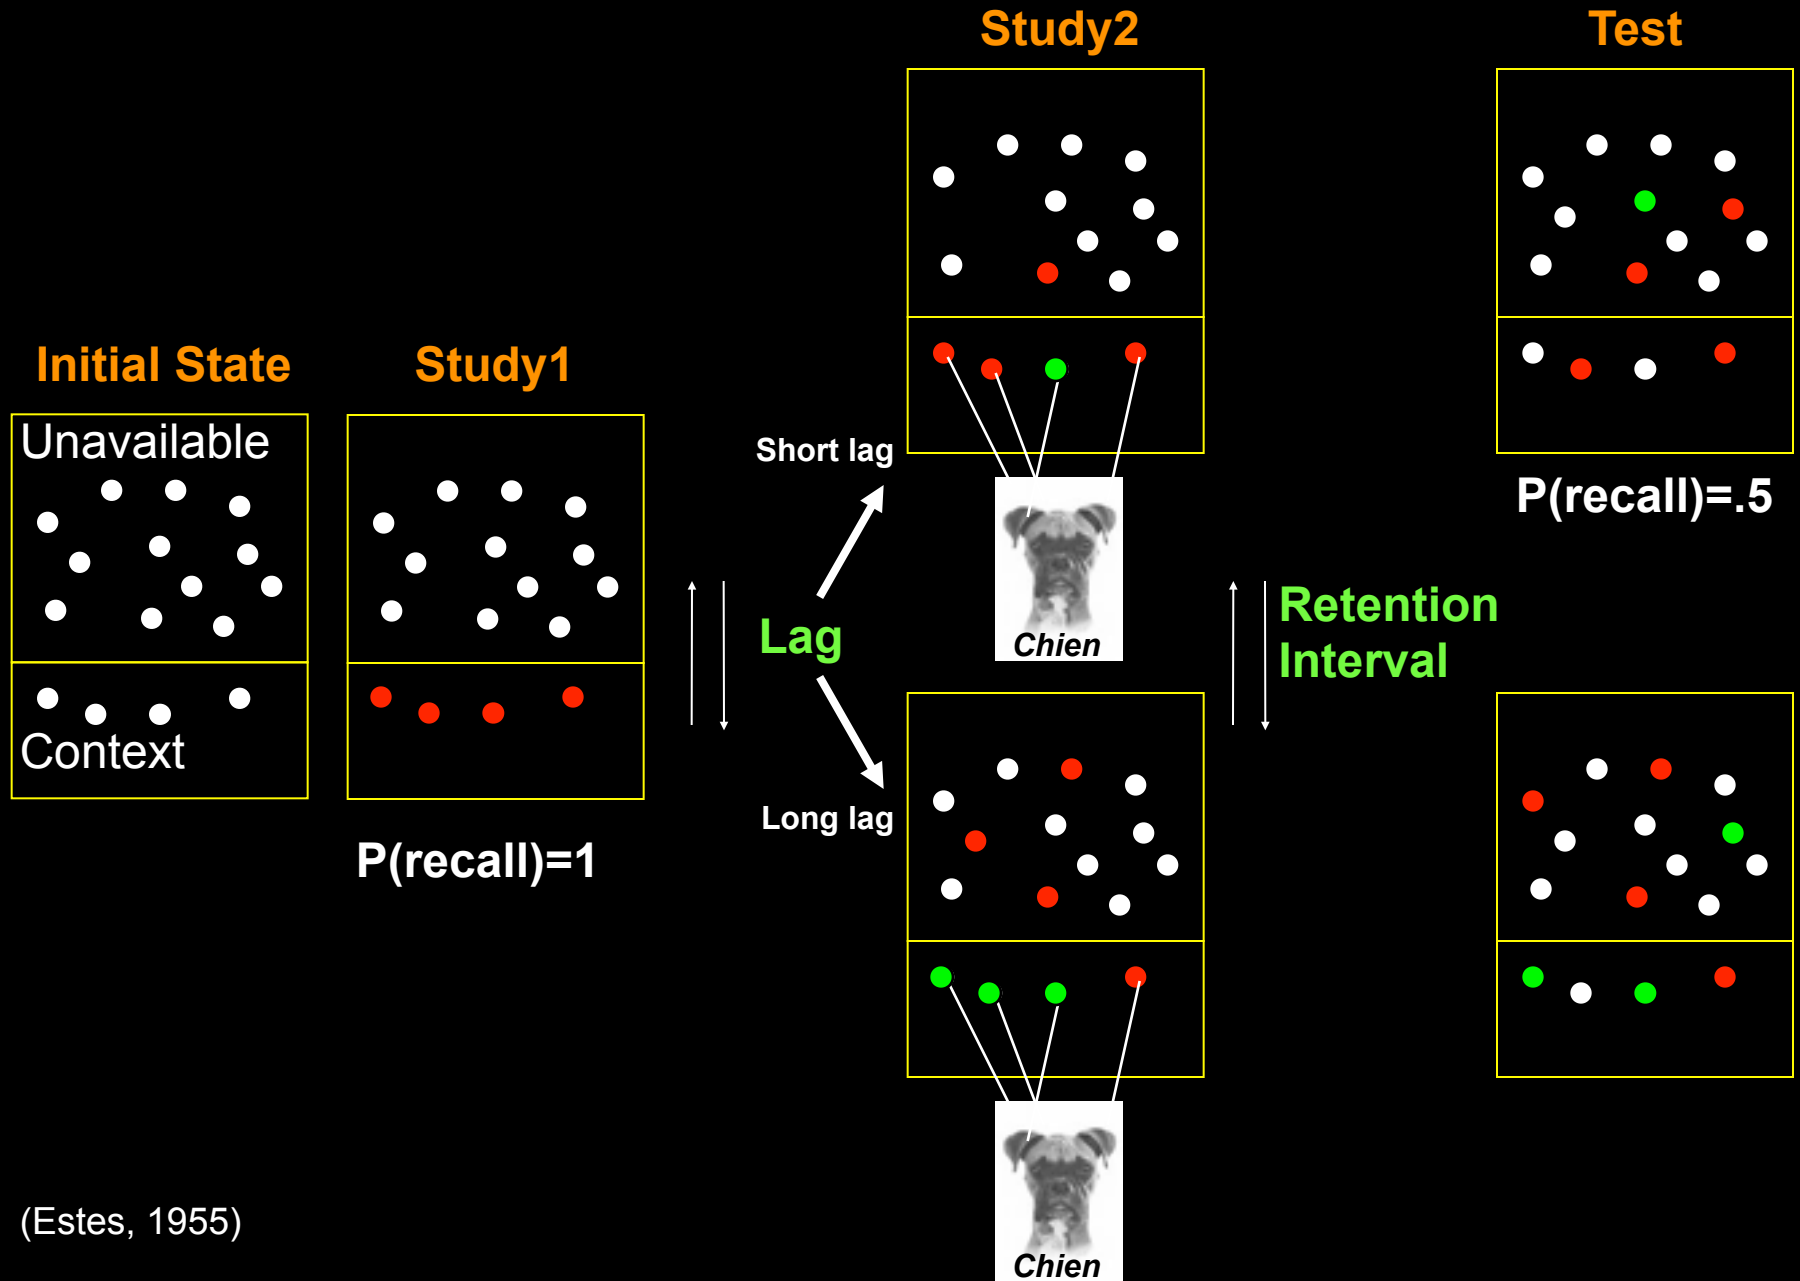 Study2
Test
Initial State
Study1
Unavailable
Context
P(recall)=1
Short lag
Lag
Long lag
Chien
Retention
Interval
P(recall)=.5
Chien
(Estes, 1955)